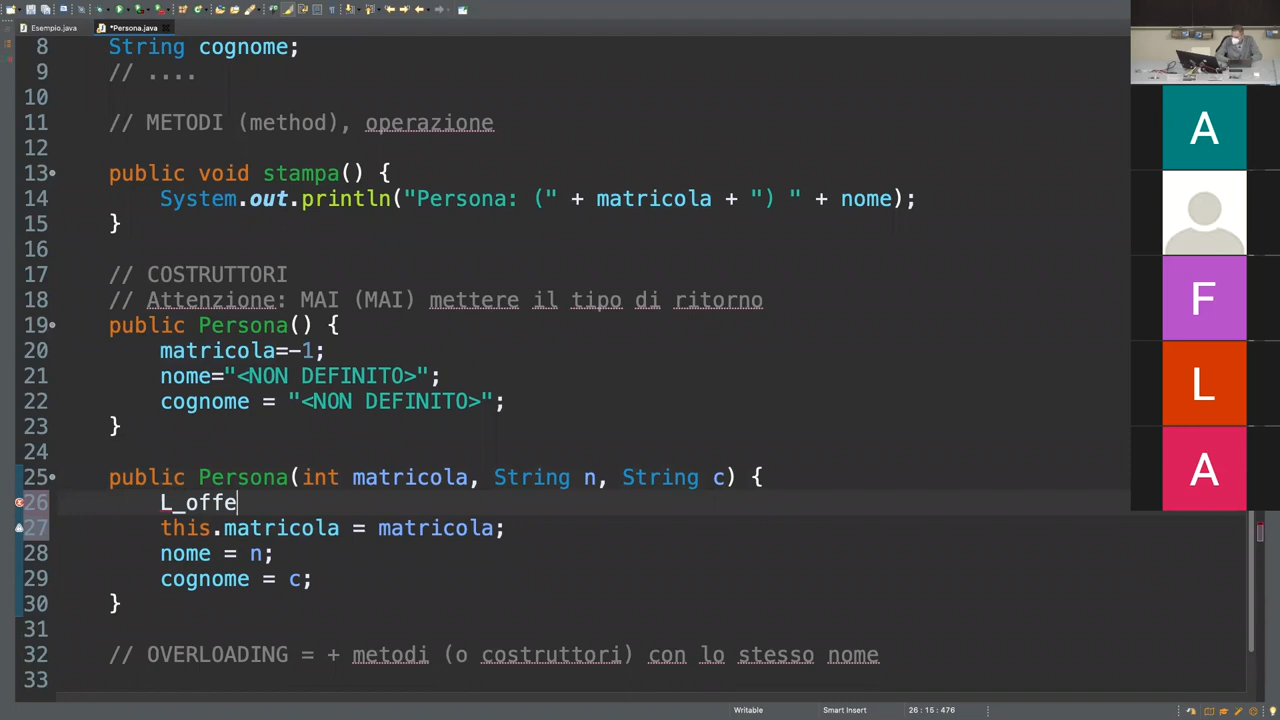 Esempio.java
*Persona.java
8 String cognome;
9 // ....
10
11 // METODI (method), operazione
12
13 public void stampa() {
14 System.out.println("Persona: (" + matricola + ") " + nome);
15 }
16
17 // COSTRUTTORI
18 // Attenzione: MAI (MAI) mettere il tipo di ritorno
19 public Persona() {
20 matricola=-1;
21 nome="<NON DEFINITO>";
22 cognome = "<NON DEFINITO>";
23 }
24
25 public Persona(int matricola, String n, String c) {
26 L_offe
27 this.matricola = matricola;
28 nome = n;
29 cognome = c;
30 }
31
32 // OVERLOADING = + metodi (o costruttori) con lo stesso nome
33
Writable
Smart Insert
26 : 15 : 476
A
F
L
A